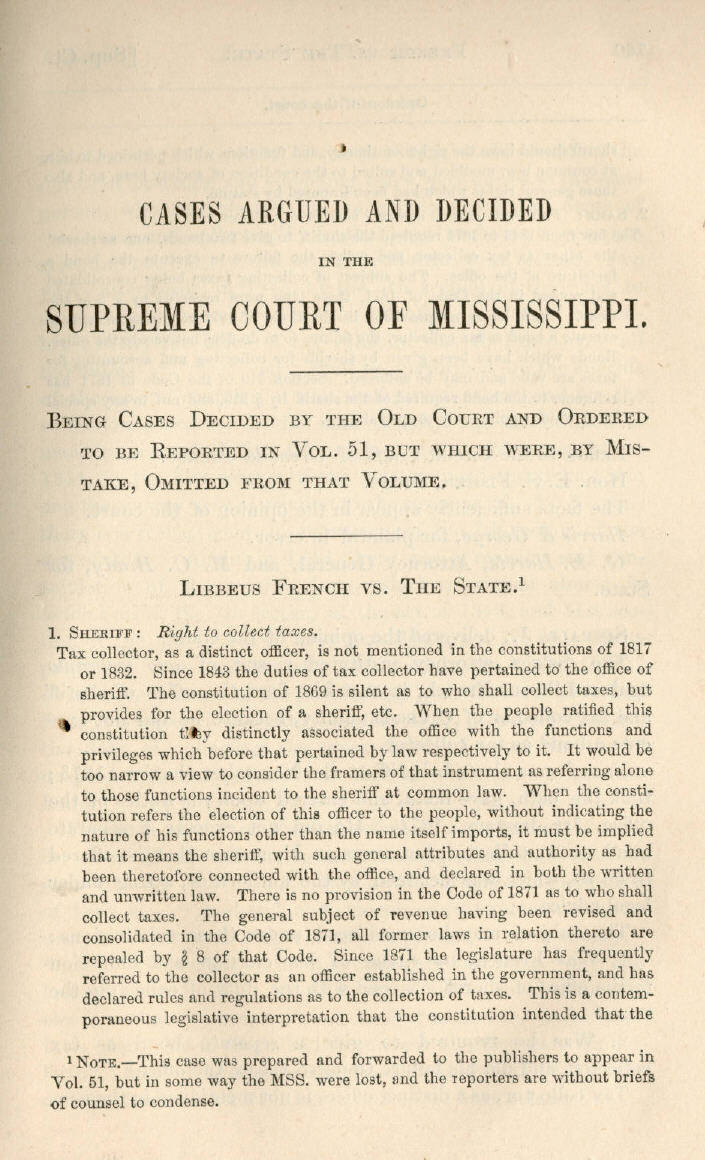 CASES ARGUED AND DECIDED
IN THE
SUPREME COURT OF MISSISSIPPI.
BEING CASES DECIDED BY THE OLD COURT AND ORDERED
TO BE REPORTED IN VOL. 51, BUT WHICH WERE, BY MIS-
TAKE, OMITTED FROM THAT VOLUME.
LIBBEUS FRENCH VS. THE STATE.¹
1. SHERIFF: Right to collect taxes.
Tax collector, as a distinct officer, is not mentioned in the constitutions of 1817
or 1832. Since 1843 the duties of tax collector have pertained to the office of
sheriff. The constitution of 1869 is silent as to who shall collect taxes, but
provides for the election of a sheriff, etc. When the people ratified this
constitution they distinctly associated the office with the functions and
privileges which before that pertained by law respectively to it. It would be
too narrow a view to consider the framers of that instrument as referring alone
to those functions incident to the sheriff at common law. When the consti-
tution refers the election of this officer to the people, without indicating the
nature of his functions other than the name itself imports, it must be implied
that it means the sheriff, with such general attributes and authority as had
been theretofore connected with the office, and declared in both the written
and unwritten law. There is no provision in the Code of 1871 as to who shall
collect taxes. The general subject of revenue having been revised and
consolidated in the Code of 1871, all former laws in relation thereto are
repealed by § 8 of that Code. Since 1871 the legislature has frequently
referred to the collector as an officer established in the government, and has
declared rules and regulations as to the collection of taxes. This is a contem-
poraneous legislative interpretation that the constitution intended that the
¹ NOTE.—This case was prepared and forwarded to the publishers to appear in
Vol. 51, but in some way the MSS. were lost, and the reporters are without briefs
of counsel to condense.